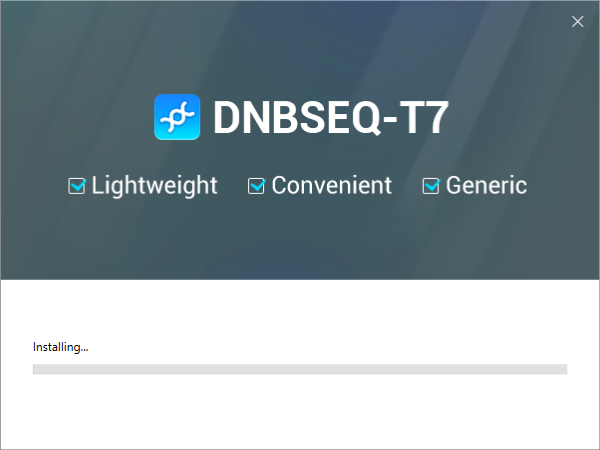 DNBSEQ-T7
Lightweight Convenient Generic
Installing...